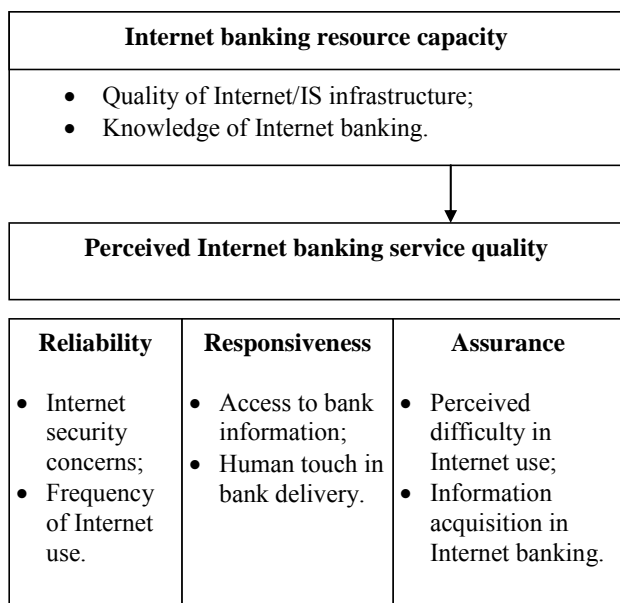 Internet banking resource capacity
• Quality of Internet/IS infrastructure;
• Knowledge of Internet banking.
Perceived Internet banking service quality
Reliability
• Internet
security
concerns;
• Frequency
of Internet
use.
Responsiveness
• Access to bank
information;
• Human touch in
bank delivery.
Assurance
• Perceived
difficulty in
Internet use;
• Information
acquisition in
Internet banking.